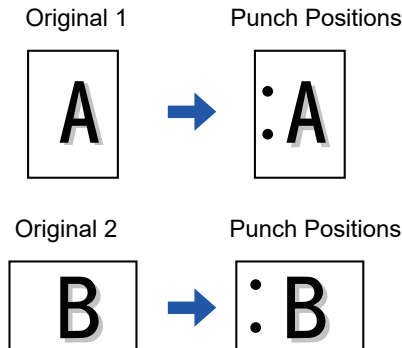 Original 1 Punch Positions
A A
Original 2 Punch Positions
B B